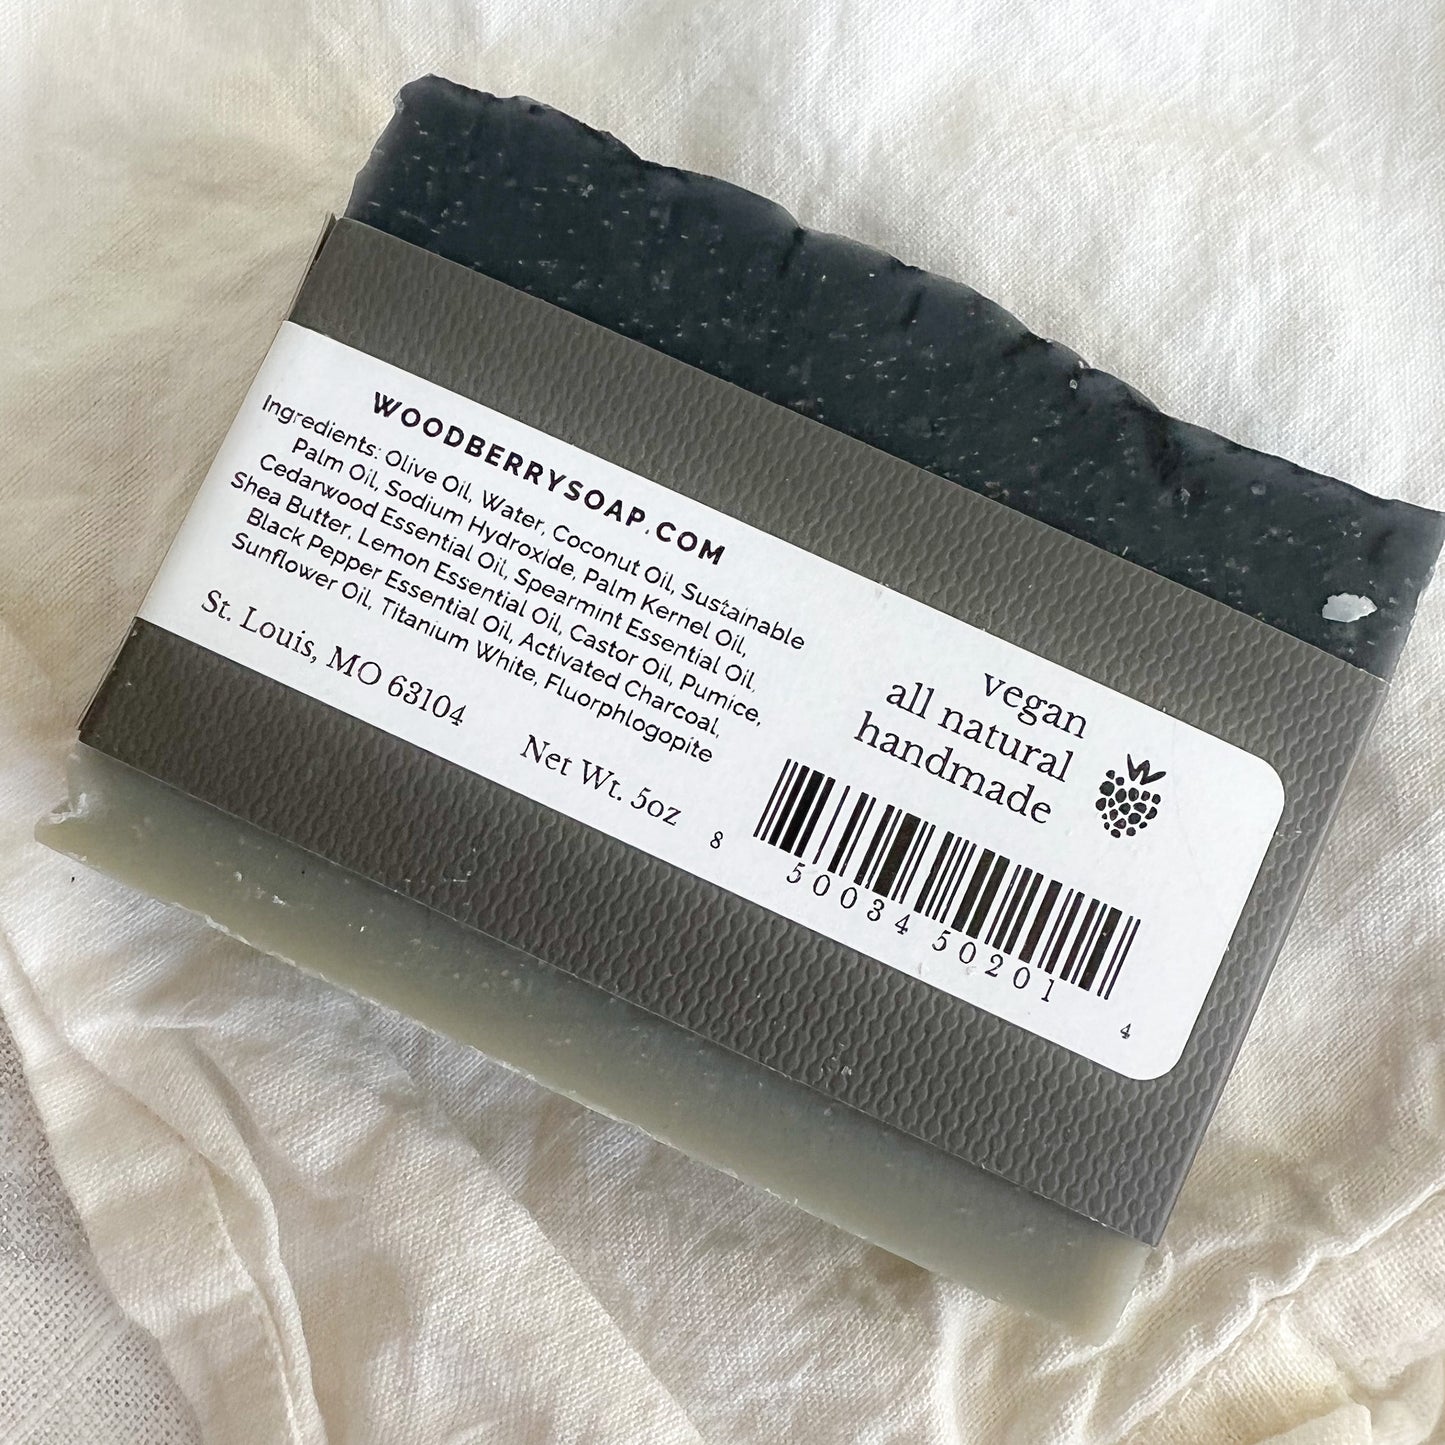 WOODBERRYSOAP.COM
Ingredients: Olive Oil, Water, Coconut Oil, Sustainable
Palm Oil, Sodium Hydroxide, Palm Kernel Oil,
Cedarwood Essential Oil, Spearmint Essential Oil,
Shea Butter, Lemon Essential Oil, Castor Oil, Pumice,
Black Pepper Essential Oil, Activated Charcoal,
Sunflower Oil, Titanium White, Fluorphlogopite
St. Louis, MO 63104
Net Wt. 5oz
vegan
all natural
handmade
8 50034 50201 4